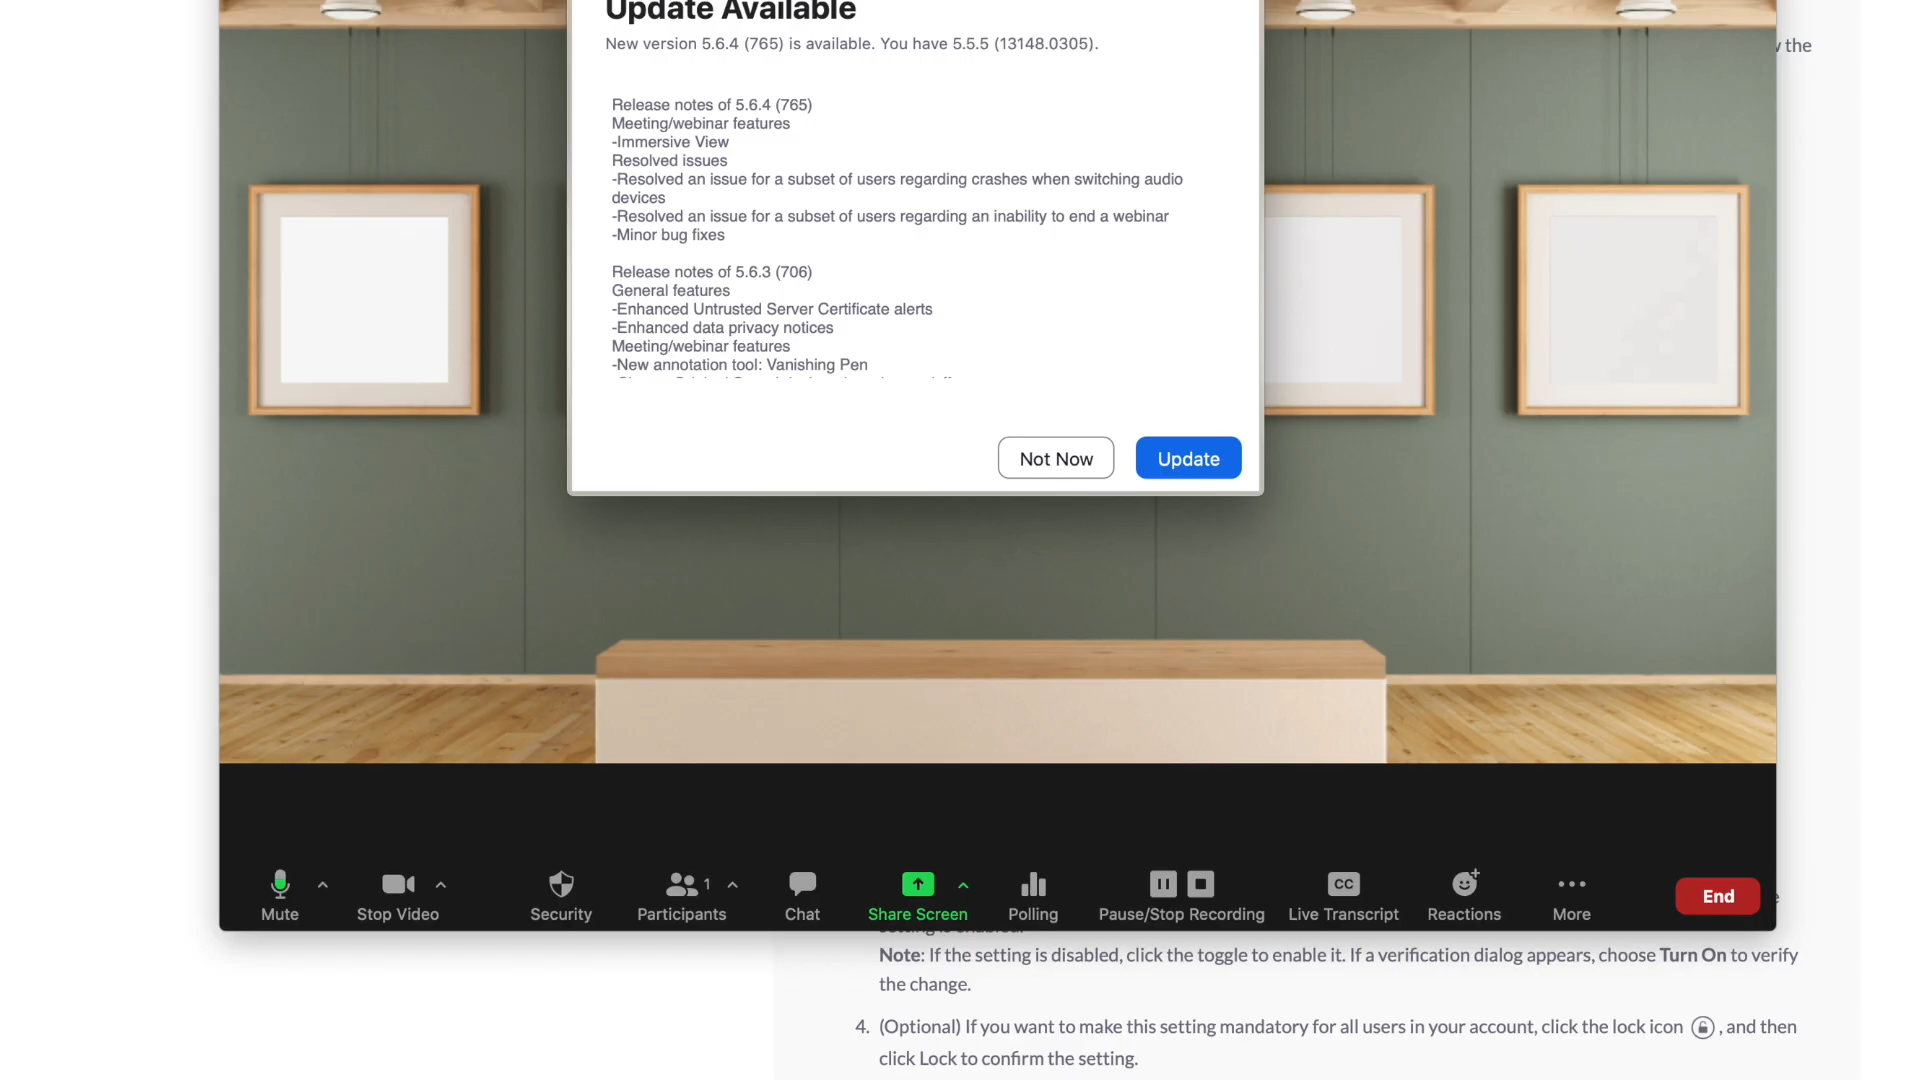 Update Available
New version 5.6.4 (765) is available. You have 5.5.5 (13148.0305).
the
Release notes of 5.6.4 (765)
Meeting/webinar features
-Immersive View
Resolved issues
-Resolved an issue for a subset of users regarding crashes when switching audio
devices
-Resolved an issue for a subset of users regarding an inability to end a webinar
-Minor bug fixes
Release notes of 5.6.3 (706)
General features
-Enhanced Untrusted Server Certificate alerts
-Enhanced data privacy notices
Meeting/webinar features
-New annotation tool: Vanishing Pen
Not Now
Update
1
CC
Mute
Stop Video
Security
Participants
Chat
Share Screen
Polling
Pause/Stop Recording
Live Transcript
Reactions
More
End
setting is enabled.
Note: If the setting is disabled, click the toggle to enable it. If a verification dialog appears, choose Turn On to verify
the change.
4. (Optional) If you want to make this setting mandatory for all users in your account, click the lock icon , and then
click Lock to confirm the setting.